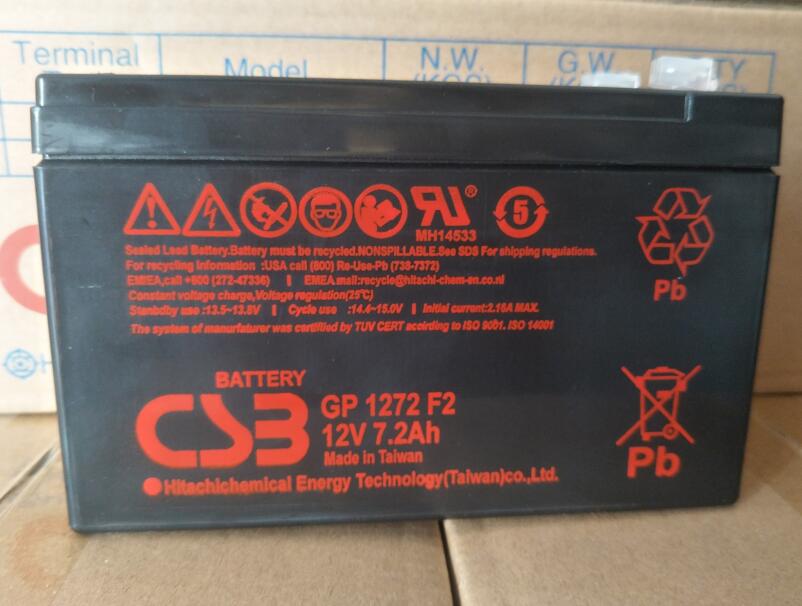 Terminal
Model
N.W.
G.W.
TY
5
MH14533
Sealed Lead Battery.Battery must be recycled.NONSPILLABLE.See SDS For shipping regulations.
For recycling information :USA call (800) Re-Use-Pb (738-7372)
EMIEA,call +800 (272-47336) || EMEA.mail:recycle@hitachi-chem-en.co.nl
Constant voltage charge,Voltage regulation(25℃)
Standby use :13.5~13.8V || Cycle use :14.4~15.0V || Initial current:2.16A MAX.
The system of manurfaturer was certified by TUV CERT acoirding to ISO 9001. ISO 14001
Pb
BATTERY
CSB
GP 1272 F2
12V 7.2Ah
Made in Taiwan
Hitachichemical Energy Technology(Taiwan)co.,Ltd.
Pb